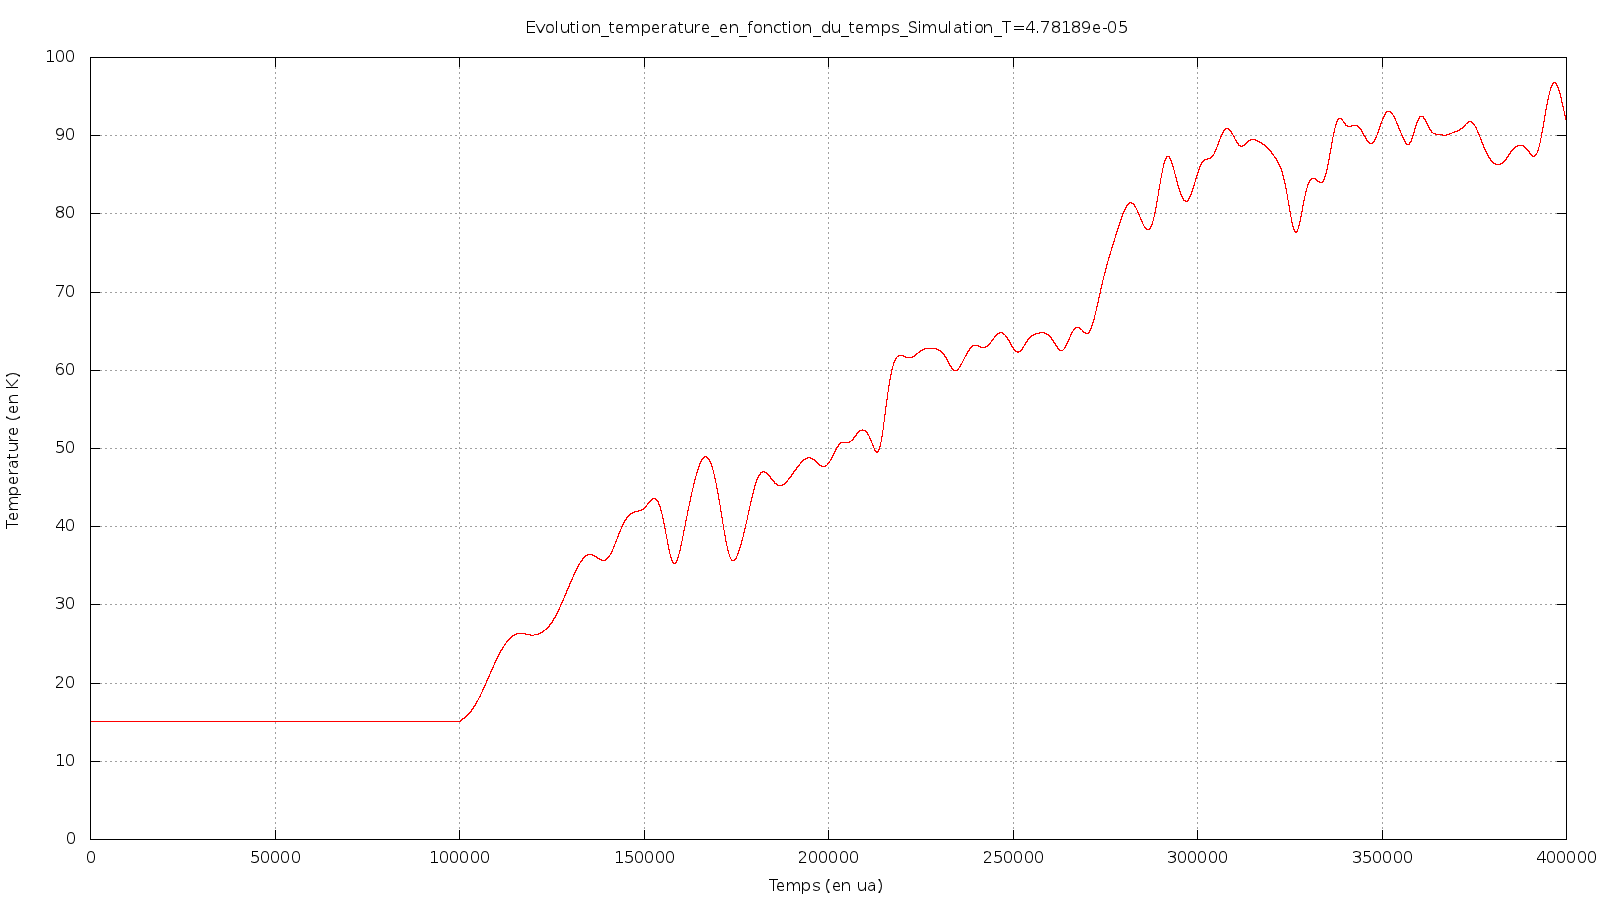 Evolution_temperature_en_fonction_du_temps_Simulation_T=4.78189e-05
100
90
80
70
60
50
40
30
20
10
0
Temperature (en K)
0 50000 100000 150000 200000 250000 300000 350000 400000
Temps (en ua)